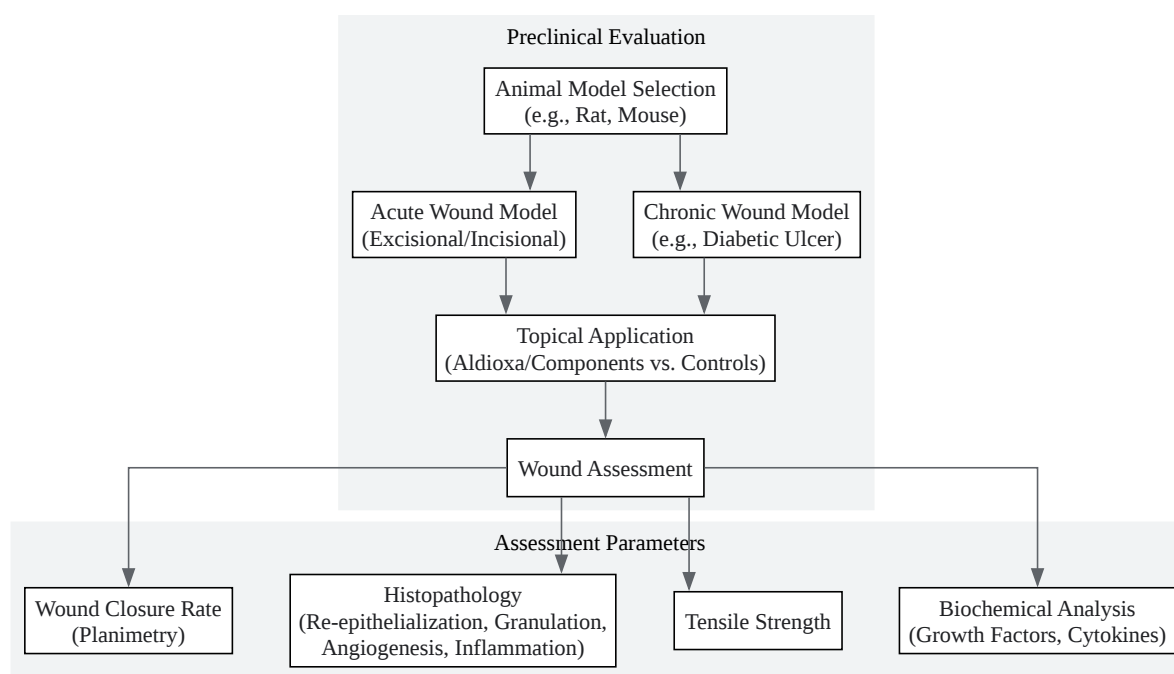 Preclinical Evaluation
Animal Model Selection
(e.g., Rat, Mouse)
Acute Wound Model
(Excisional/Incisional)
Chronic Wound Model
(e.g., Diabetic Ulcer)
Topical Application
(Aldioxa/Components vs. Controls)
Wound Assessment
Assessment Parameters
Wound Closure Rate
(Planimetry)
Histopathology
(Re-epithelialization, Granulation,
Angiogenesis, Inflammation)
Tensile Strength
Biochemical Analysis
(Growth Factors, Cytokines)